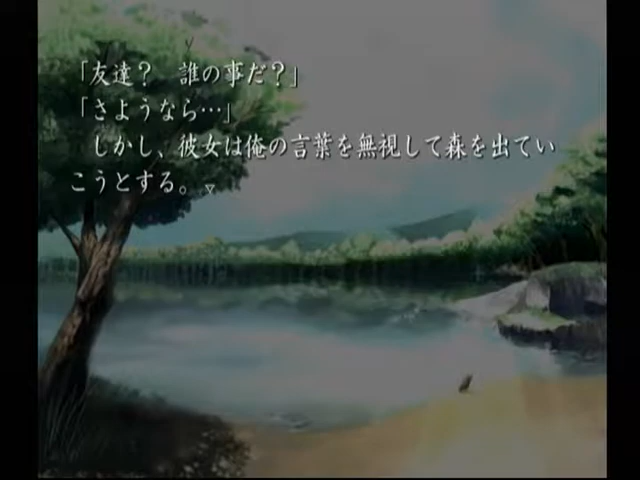 「友達？　誰の事だ？」
「さようなら…」
　しかし、彼女は俺の言葉を無視して森を出てい
こうとする。▽